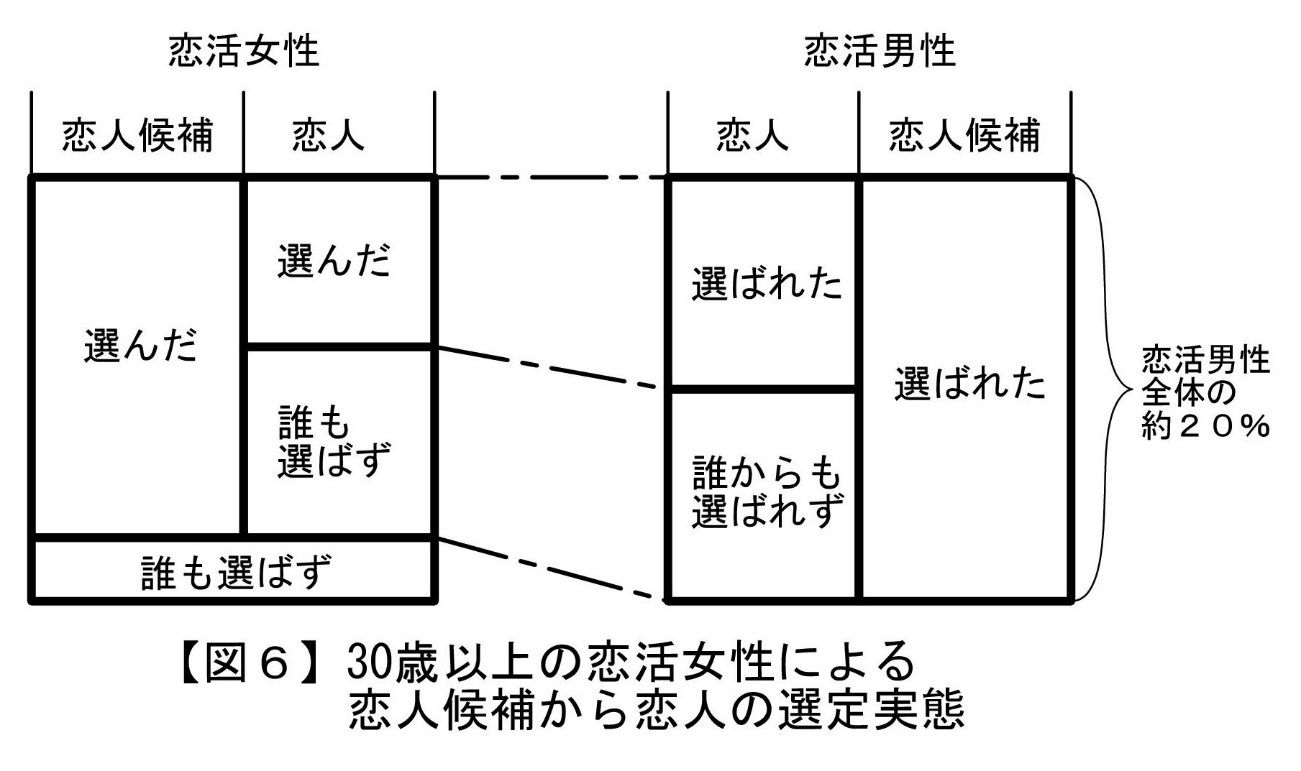 恋活女性
恋活男性
恋人候補
恋人
恋人
恋人候補
選んだ
選んだ
誰も
選ばず
誰も選ばず
選ばれた
誰からも
選ばれず
選ばれた
恋活男性
全体の
約２０％
【図６】30歳以上の恋活女性による
恋人候補から恋人の選定実態